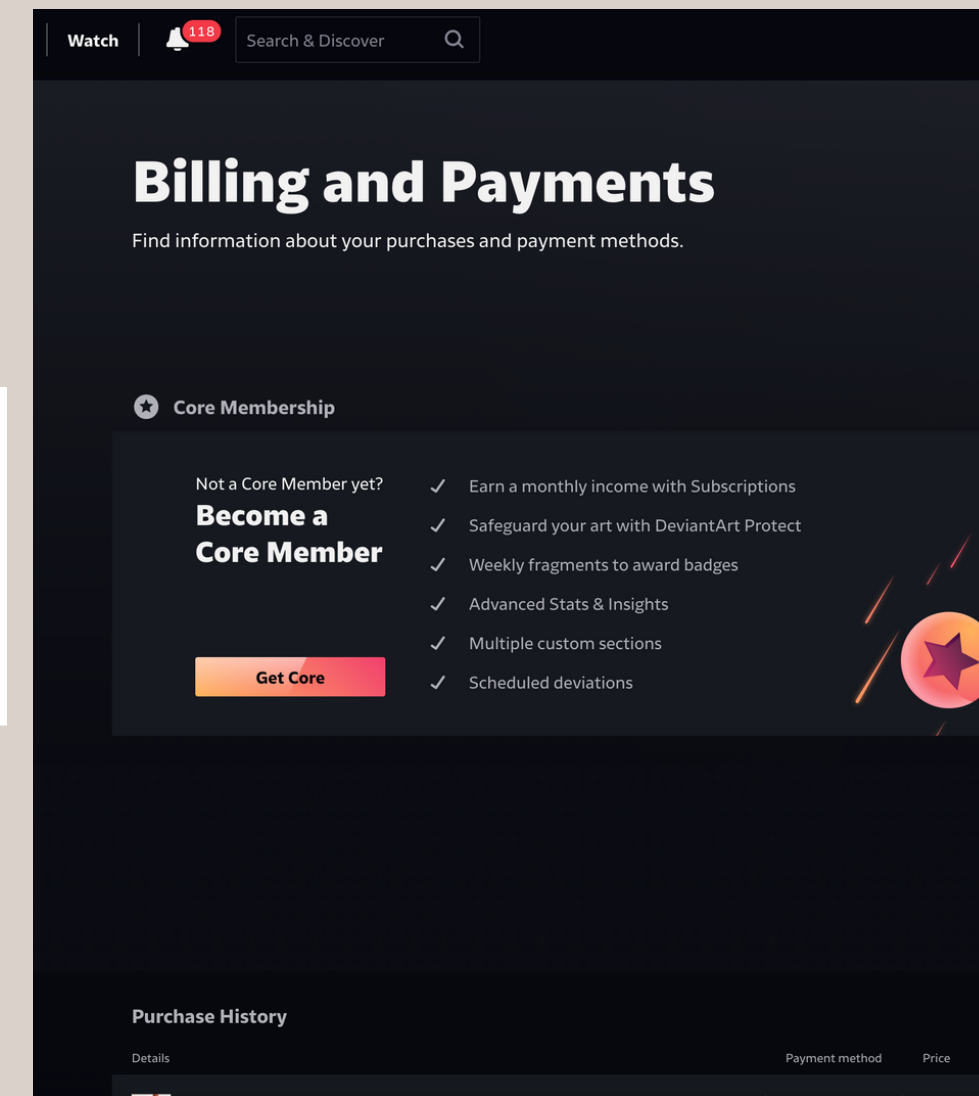 Watch 118 Search & Discover
Billing and Payments
Find information about your purchases and payment methods.
Core Membership
Not a Core Member yet?
Become a
Core Member
Get Core
Earn a monthly income with Subscriptions
Safeguard your art with DeviantArt Protect
Weekly fragments to award badges
Advanced Stats & Insights
Multiple custom sections
Scheduled deviations
Purchase History
Details Payment method Price